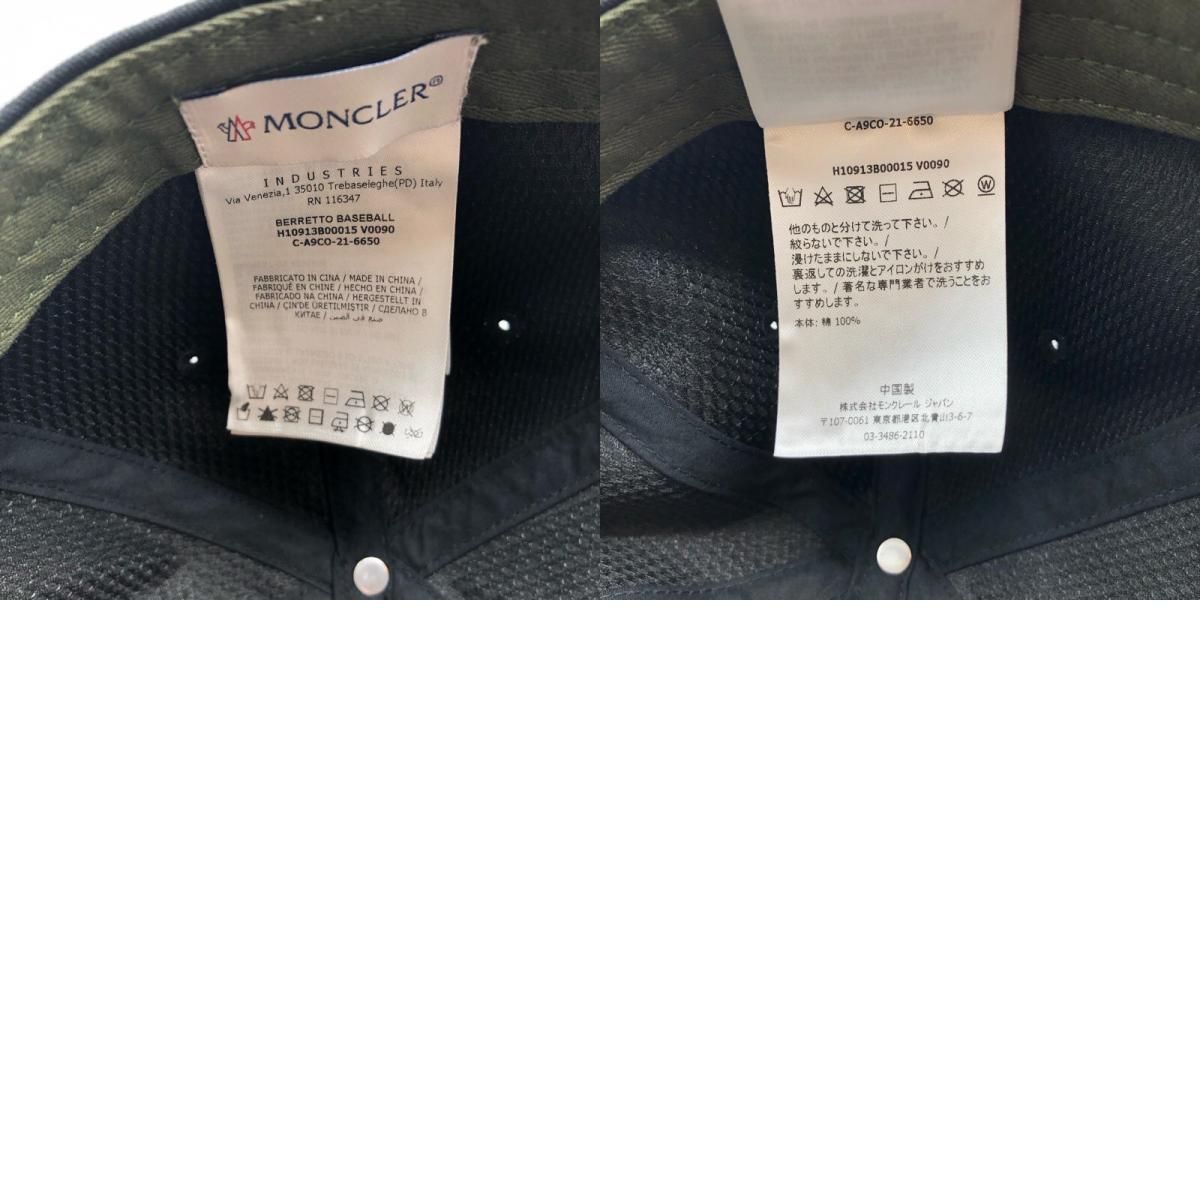 MONCLER®
INDUSTRIES
Via Venezia,1 35010 Trebaseleghe(PD) Italy
RN 116347
BERRETTO BASEBALL
H10913B00015 V0090
C-A9CO-21-6650
FABBRICATO IN CINA / MADE IN CHINA /
FABRIQUÉ EN CHINE / HECHO EN CHINA /
FABRICADO NA CHINA / HERGESTELLT IN
CHINA / ÇIN'DE ÜRETILMIŞTIR / СДЕЛАНО В
КИТАЕ / صنع في الصين
C-A9CO-21-6650
H10913B00015 V0090
W
他のものと分けて洗って下さい。/
絞らないで下さい。/
浸けたままにしないで下さい。/
裏返しての洗濯とアイロンがけをおすすめ
します。/ 著名な専門業者で洗うことをお
すすめします。
本体: 綿 100%
中国製
株式会社モンクレール ジャパン
〒107-0061 東京都港区北青山3-6-7
03-3486-2110